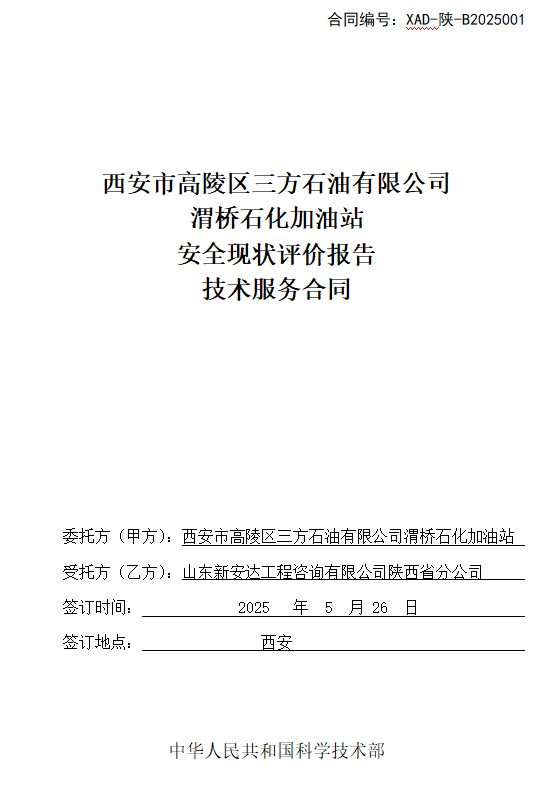 合同编号：XAD-陕-B2025001
西安市高陵区三方石油有限公司
渭桥石化加油站
安全现状评价报告
技术服务合同
委托方（甲方）：西安市高陵区三方石油有限公司渭桥石化加油站
受托方（乙方）：山东新安达工程咨询有限公司陕西省分公司
签订时间： 2025 年 5 月 26 日
签订地点： 西安
中华人民共和国科学技术部